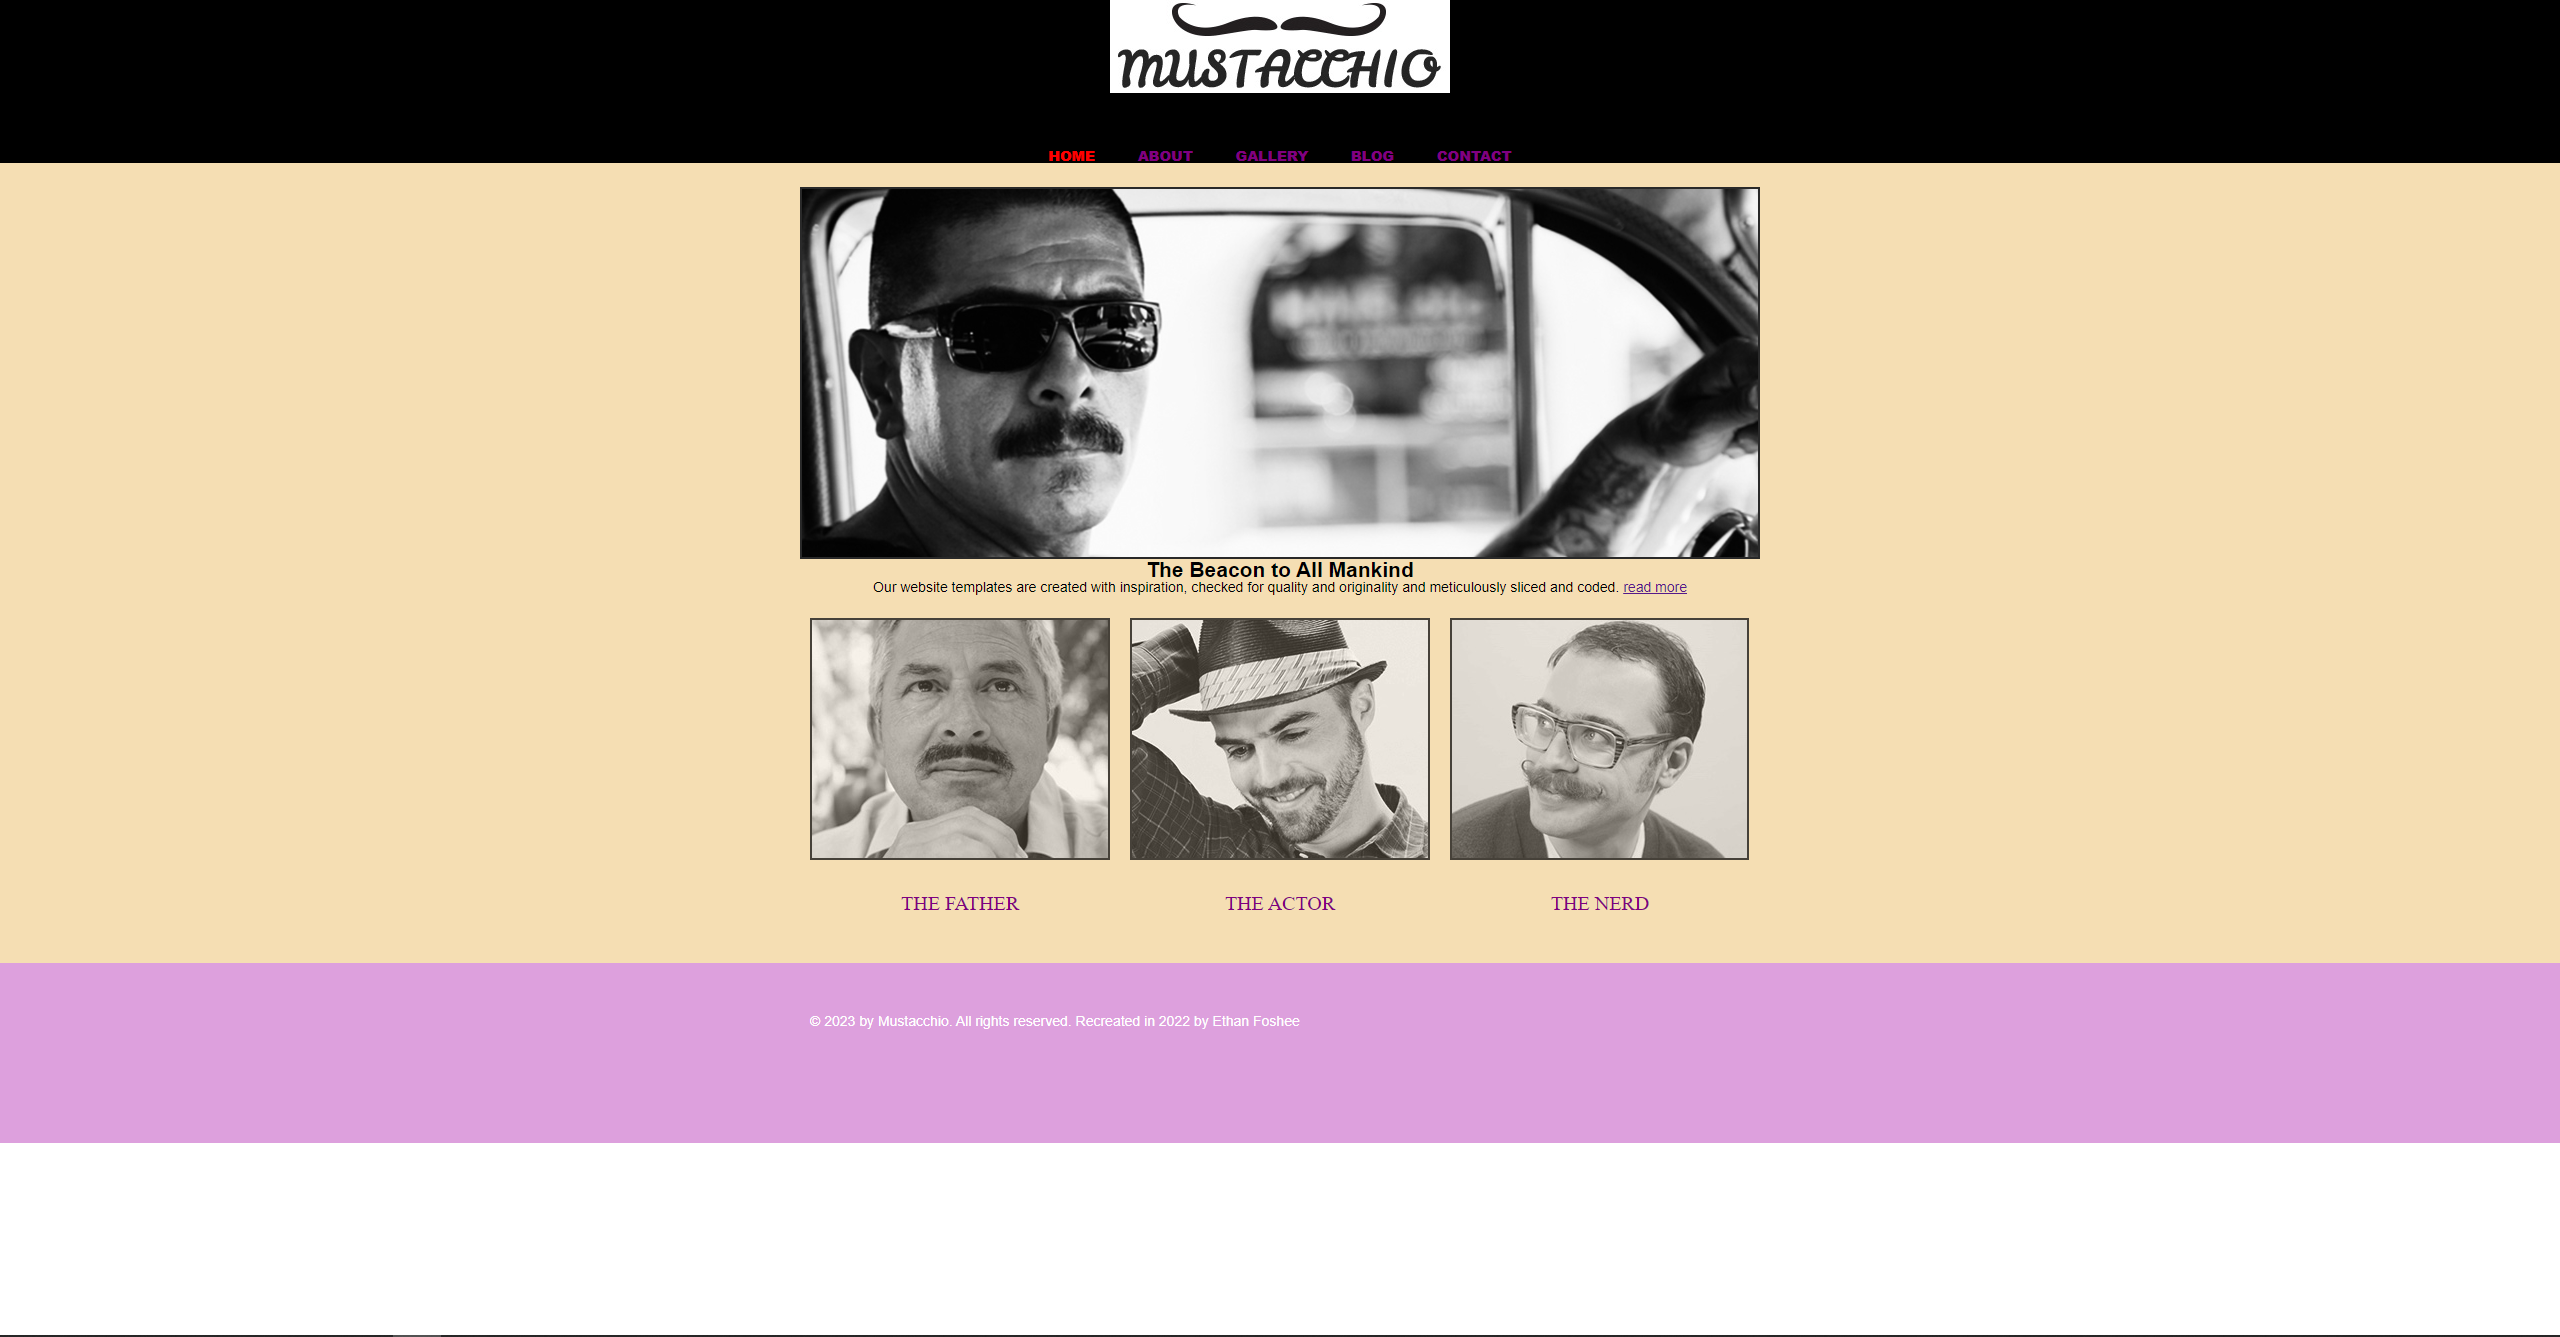 MUSTACCHIO
HOME ABOUT GALLERY BLOG CONTACT
The Beacon to All Mankind
Our website templates are created with inspiration, checked for quality and originality and meticulously sliced and coded. read more
THE FATHER THE ACTOR THE NERD
© 2023 by Mustacchio. All rights reserved. Recreated in 2022 by Ethan Foshee